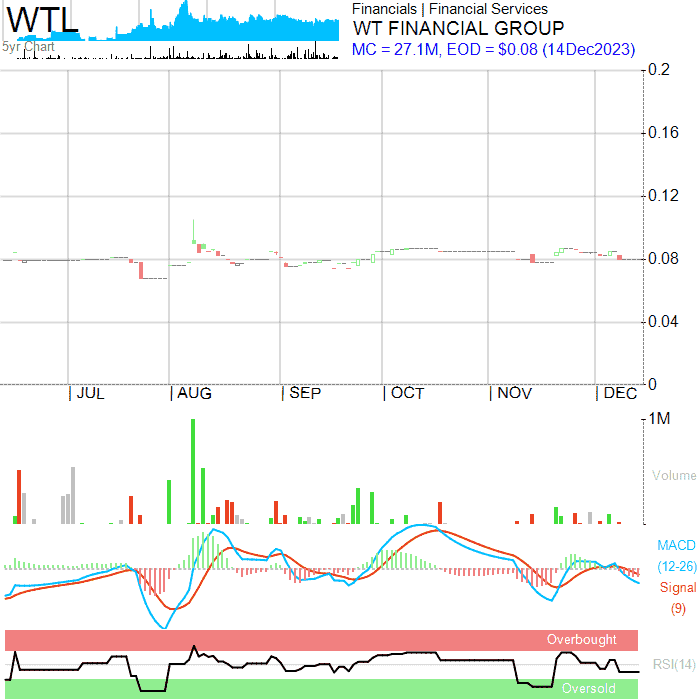 WTL
5yr Chart
Financials | Financial Services
WT FINANCIAL GROUP
MC = 27.1M, EOD = $0.08 (14Dec2023)
0.2
0.16
0.12
0.08
0.04
0
JUL AUG SEP OCT NOV DEC
1M
Volume
MACD
(12-26)
Signal
(9)
Overbought
RSI(14)
Oversold